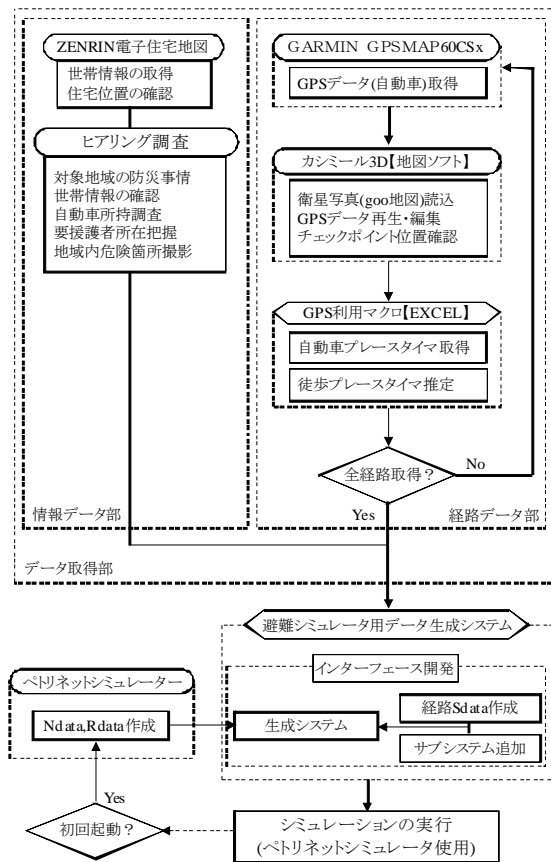 ZENRIN電子住宅地図
世帯情報の取得
住宅位置の確認
ヒアリング調査
対象地域の防災事情
世帯情報の確認
自動車所持調査
要援護者所在把握
地域内危険箇所撮影
情報データ部
GARMIN GPSMAP60CSx
GPSデータ(自動車)取得
カシミール3D【地図ソフト】
衛星写真(goo地図)読込
GPSデータ再生・編集
チェックポイント位置確認
GPS利用マクロ【EXCEL】
自動車プレースタイマ取得
徒歩プレースタイマ推定
全経路取得?
No
Yes
経路データ部
データ取得部
避難シミュレータ用データ生成システム
インターフェース開発
ペトリネットシミュレーター
Ndata,Rdata作成
生成システム
経路Sdata作成
サブシステム追加
Yes
初回起動?
シミュレーションの実行
(ペトリネットシミュレータ使用)